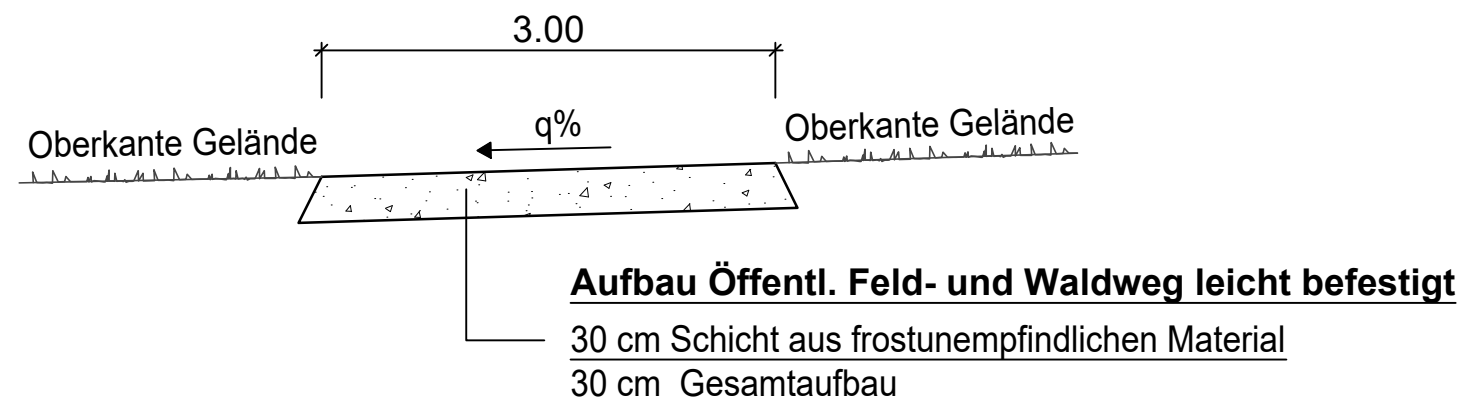 3.00
Oberkante Gelände
q%
Oberkante Gelände
Aufbau Öffentl. Feld- und Waldweg leicht befestigt
30 cm Schicht aus frostunempfindlichen Material
30 cm Gesamtaufbau